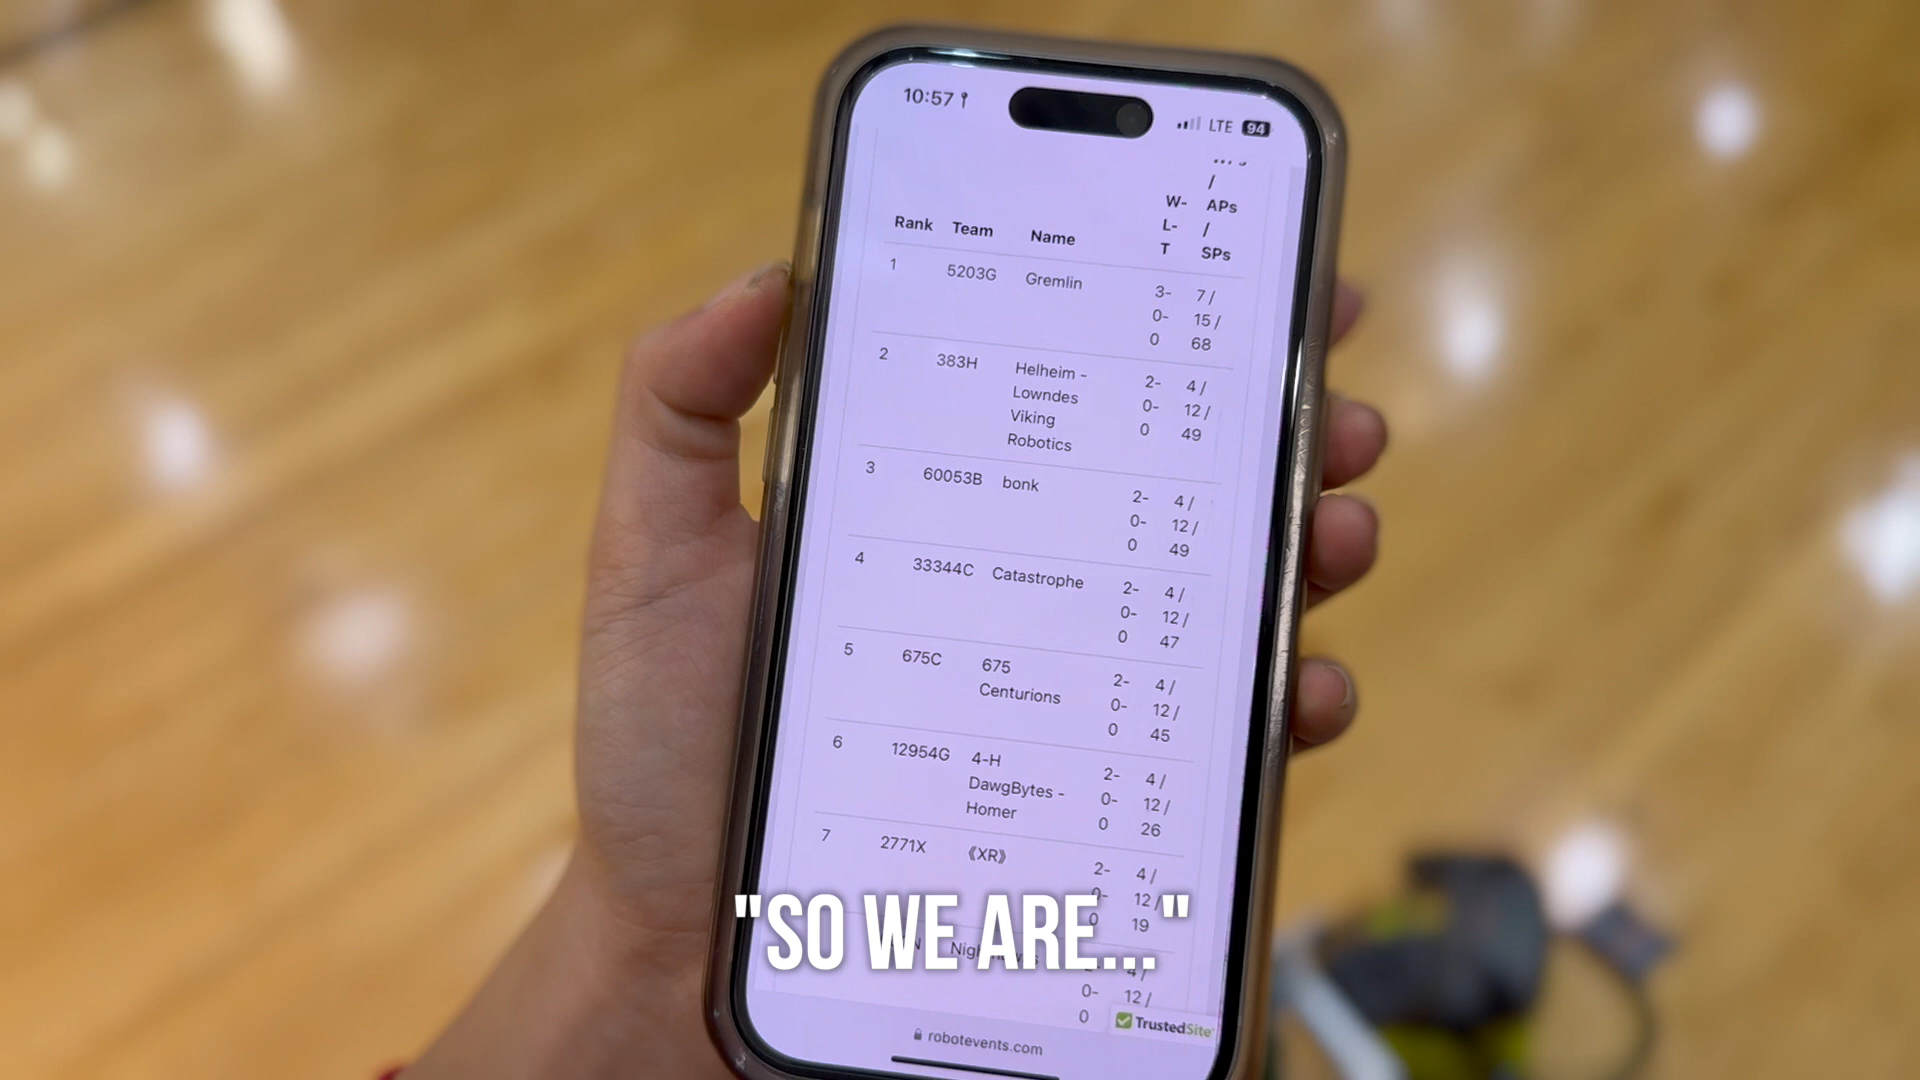 10:57
LTE 94
/
W- APs
L- /
T SPs
Rank Team Name
1 5203G Gremlin 3- 7 /
0- 15 /
0 68
2 383H Helheim - 2- 4 /
Lowndes 0- 12 /
Viking 0 49
Robotics
3 60053B bonk 2- 4 /
0- 12 /
0 49
4 33344C Catastrophe 2- 4 /
0- 12 /
0 47
5 675C 675 2- 4 /
Centurions 0- 12 /
0 45
6 12954G 4-H 2- 4 /
DawgBytes - 0- 12 /
Homer 0 26
7 2771X 《XR》 2- 4 /
0- 12 /
0 19
"SO WE ARE..."
4 /
0- 12 /
0
TrustedSite
robotevents.com